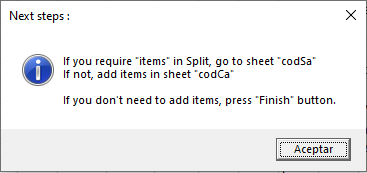 Next steps :
If you require "items" in Split, go to sheet "codSa"
If not, add items in sheet "codCa"
If you don't need to add items, press "Finish" button.
Aceptar